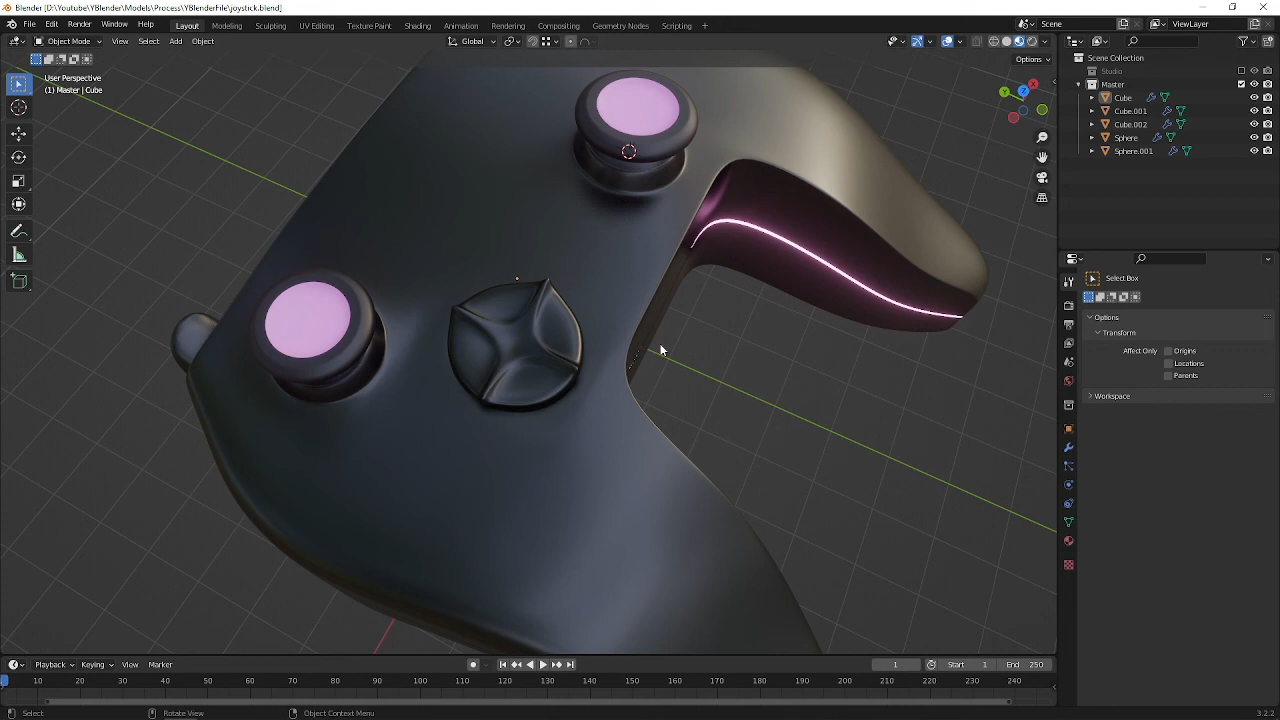 Blender [D:\Youtube\YBlender\Models\Process\YBlenderFile\joystick.blend]
File Edit Render Window Help Layout Modeling Sculpting UV Editing Texture Paint Shading Animation Rendering Compositing Geometry Nodes Scripting + Scene ViewLayer
Object Mode View Select Add Object Global
Options
User Perspective
(1) Master | Cube
Y
X
Z
Scene Collection
Studio
Master
Cube
Cube.001
Cube.002
Sphere
Sphere.001
Select Box
Options
Transform
Affect Only Origins
Locations
Parents
Workspace
Playback Keying View Marker 1 Start 1 End 250
10 20 30 40 50 60 70 80 90 100 110 120 130 140 150 160 170 180 190 200 210 220 230 240
Select Rotate View Object Context Menu 3.2.2